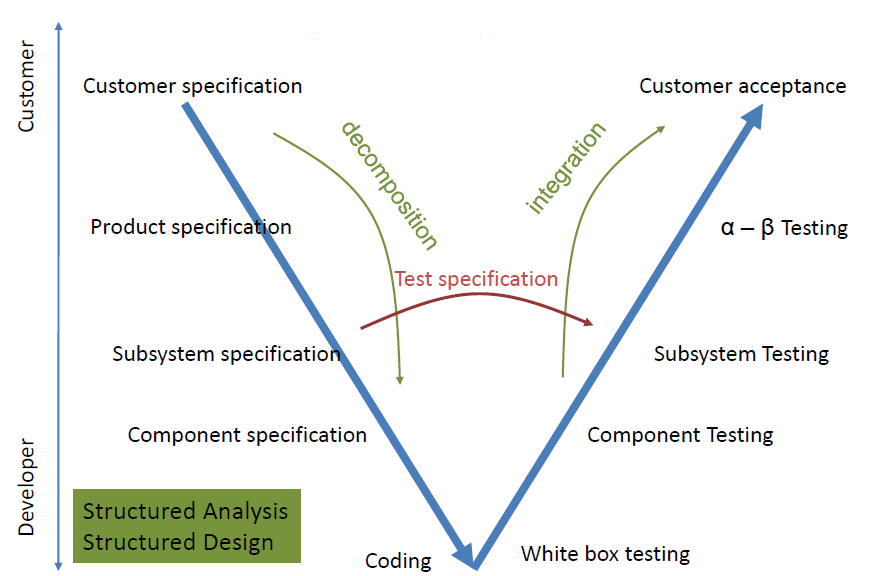 Customer
Customer specification
Customer acceptance
decomposition
integration
Product specification
α – β Testing
Test specification
Subsystem specification
Subsystem Testing
Component specification
Component Testing
Developer
Structured Analysis
Structured Design
Coding
White box testing